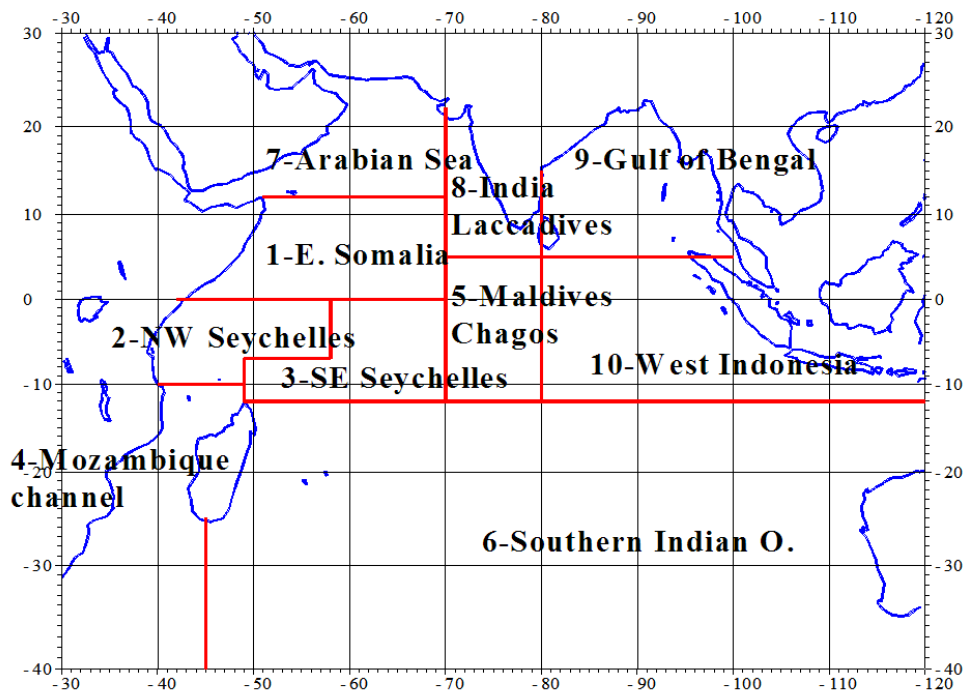 -30 -40 -50 -60 -70 -80 -90 -100 -110 -120
30 30
20 20
7-Arabian Sea 9-Gulf of Bengal
8-India
10 10
Laccadives
1-E. Somalia
0 5-Maldives 0
2-NW Seychelles Chagos
3-SE Seychelles 10-West Indonesia
-10 -10
4-Mozambique
-20 -20
channel
6-Southern Indian O.
-30 -30
-40 -40
-30 -40 -50 -60 -70 -80 -90 -100 -110 -120